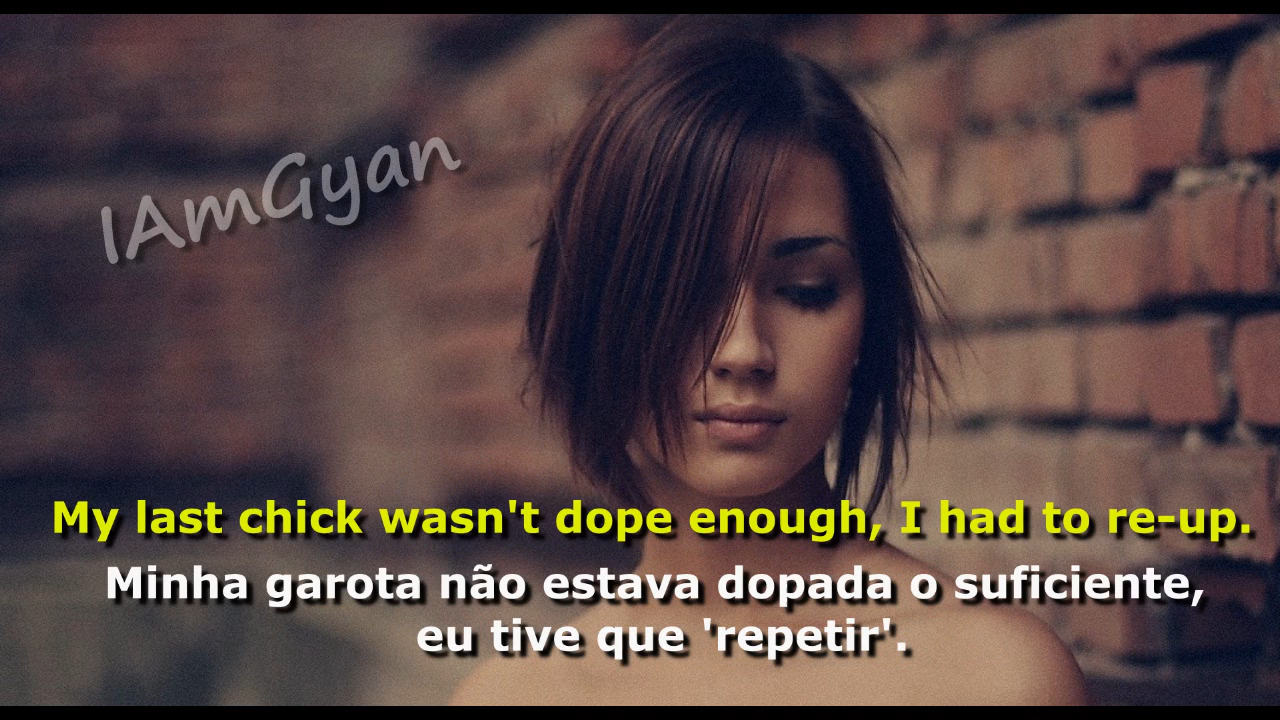 IAmGyan
My last chick wasn't dope enough, I had to re-up.
Minha garota não estava dopada o suficiente,
eu tive que 'repetir'.